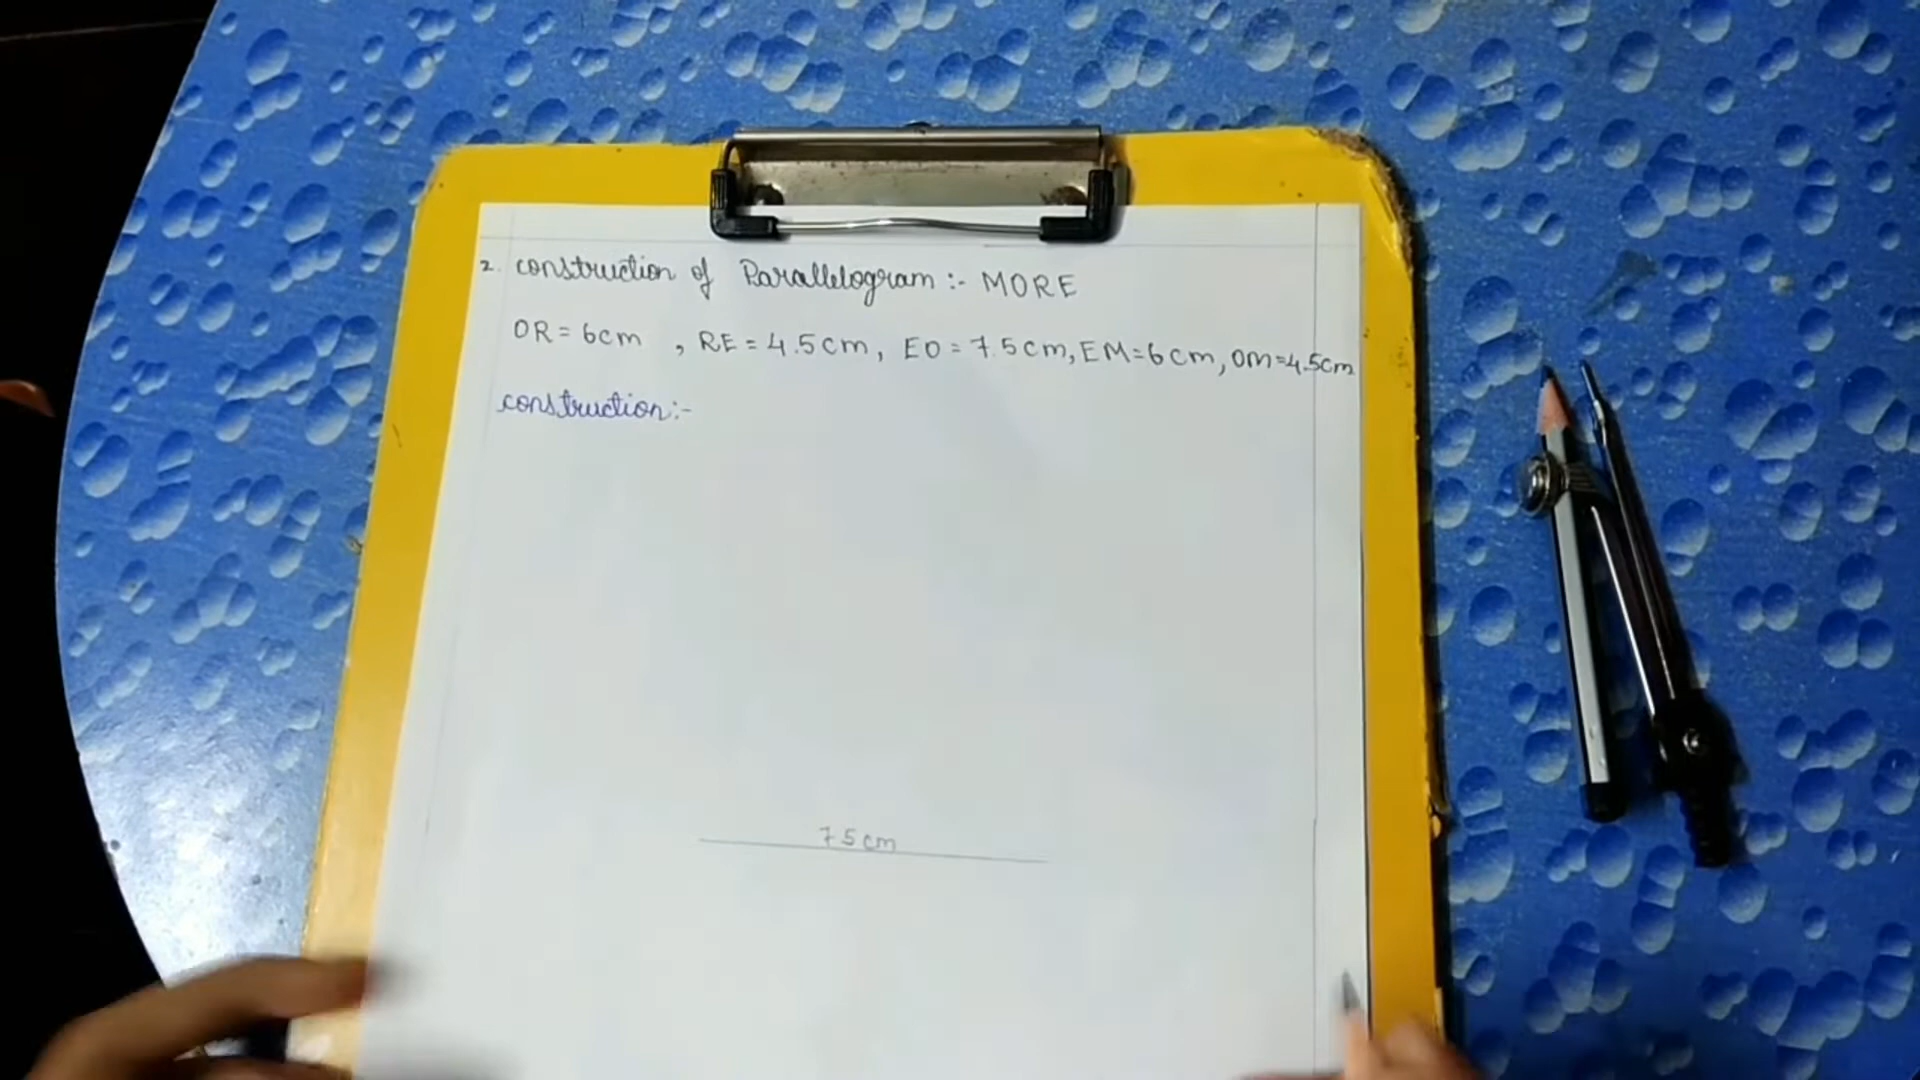 2. construction of Parallelogram :- MORE
OR = 6cm , RE = 4.5cm, EO = 7.5cm, EM=6cm, OM=4.5cm
construction:-
7.5cm